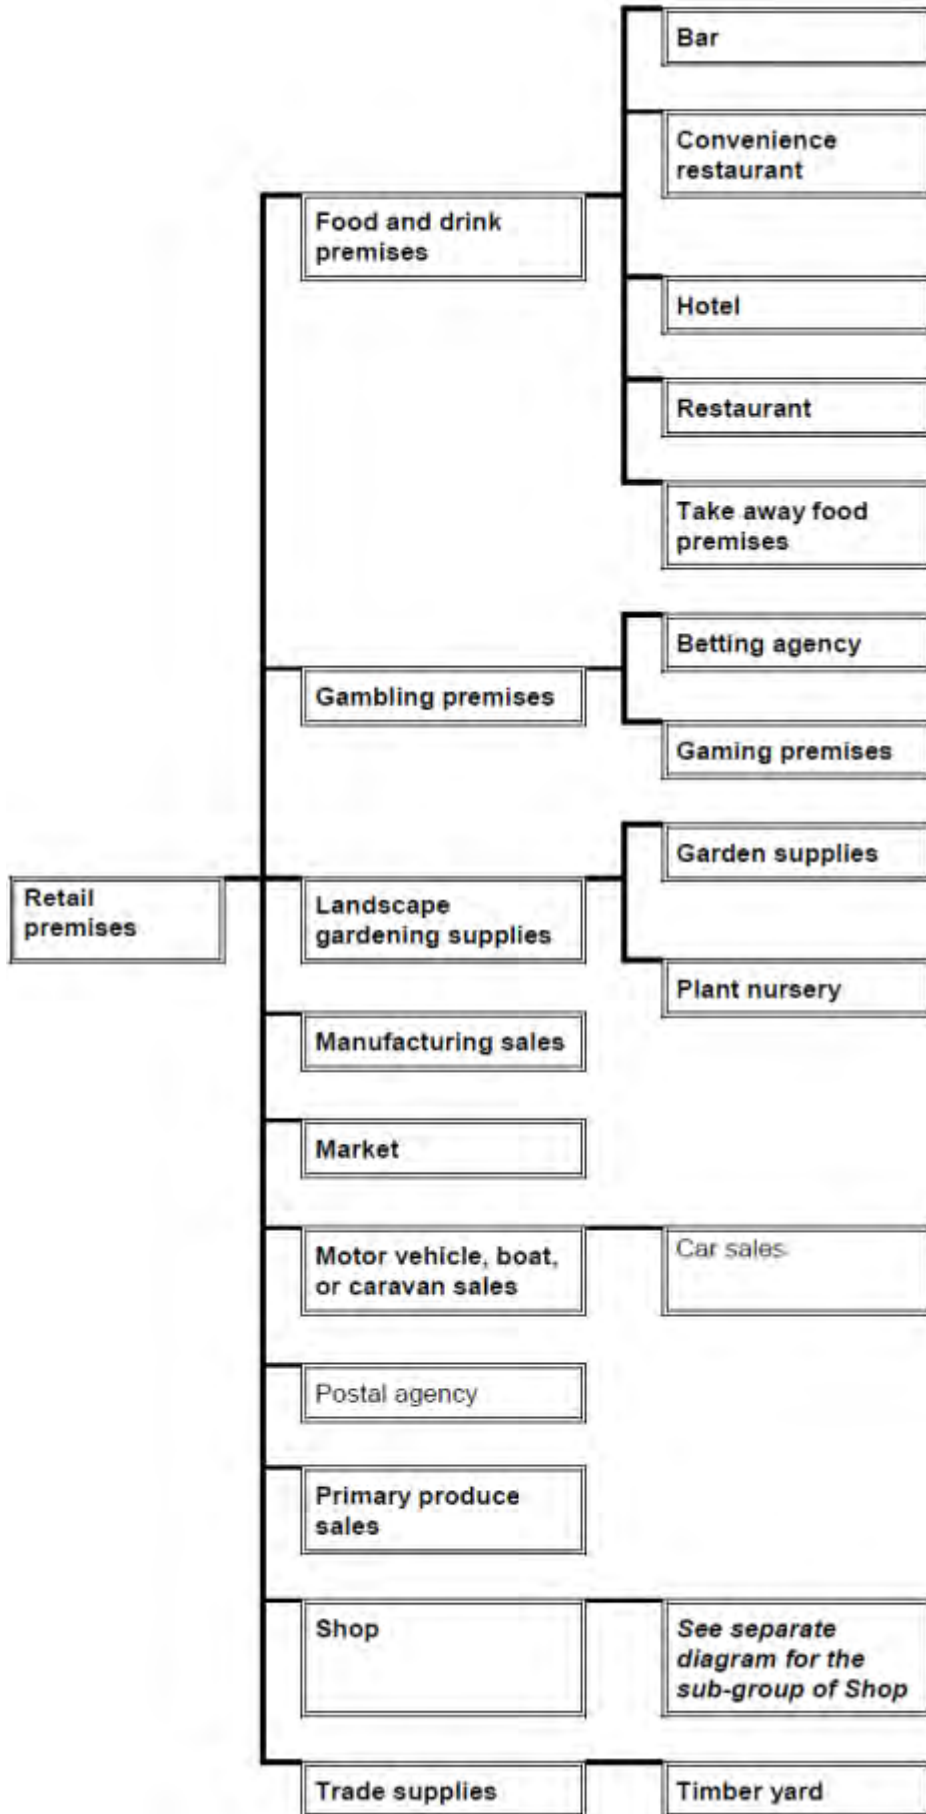 Bar
Convenience
restaurant
Food and drink
premises
Hotel
Restaurant
Take away food
premises
Betting agency
Gambling premises
Gaming premises
Garden supplies
Retail
premises
Landscape
gardening supplies
Plant nursery
Manufacturing sales
Market
Motor vehicle, boat,
or caravan sales
Car sales
Postal agency
Primary produce
sales
Shop
See separate
diagram for the
sub-group of Shop
Trade supplies
Timber yard